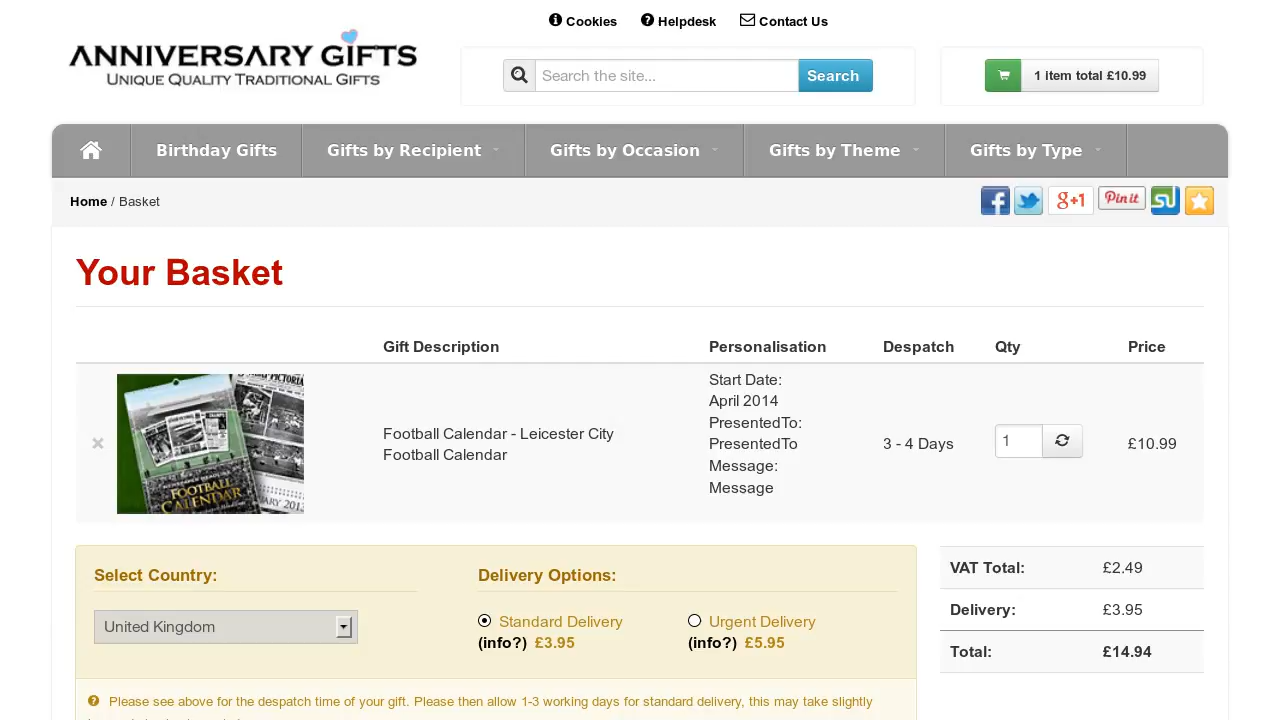 Cookies Helpdesk Contact Us
ANNIVERSARY GIFTS
UNIQUE QUALITY TRADITIONAL GIFTS
Search the site... Search
1 item total £10.99
Birthday Gifts Gifts by Recipient Gifts by Occasion Gifts by Theme Gifts by Type
Home / Basket
g+1 Pin it
Your Basket
Gift Description Personalisation Despatch Qty Price
Start Date:
April 2014
PresentedTo:
PresentedTo
Message:
Message
Football Calendar - Leicester City
Football Calendar
3 - 4 Days
1
£10.99
FOOTBALL
CALENDAR
Select Country:
United Kingdom
Delivery Options:
Standard Delivery
(info?) £3.95
Urgent Delivery
(info?) £5.95
VAT Total: £2.49
Delivery: £3.95
Total: £14.94
Please see above for the despatch time of your gift. Please then allow 1-3 working days for standard delivery, this may take slightly